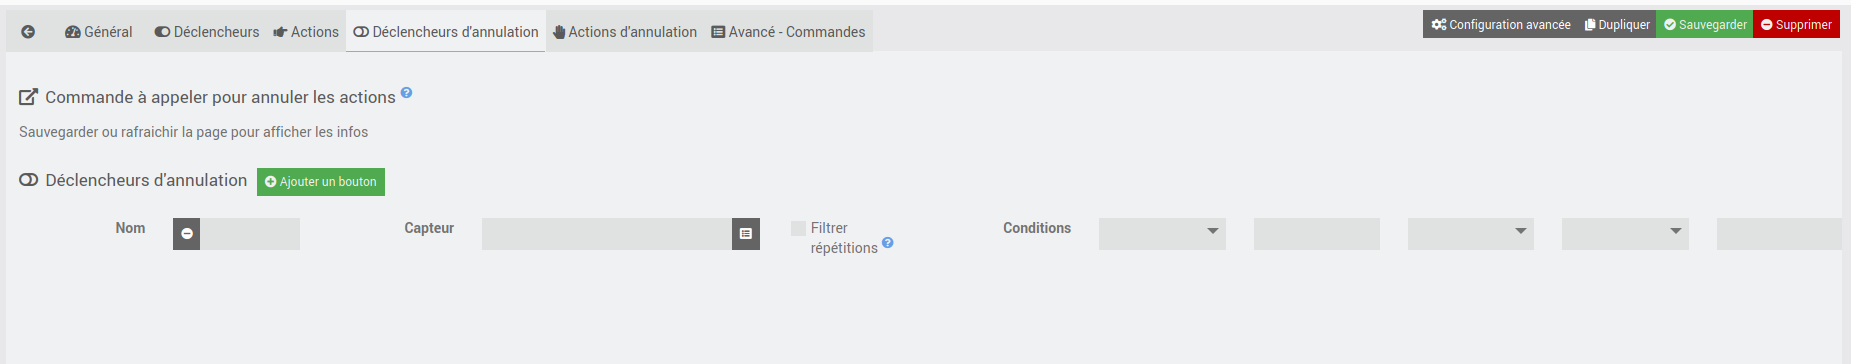 Général Déclencheurs Actions Déclencheurs d'annulation Actions d'annulation Avancé - Commandes Configuration avancée Dupliquer Sauvegarder Supprimer
Commande à appeler pour annuler les actions ?
Sauvegarder ou rafraichir la page pour afficher les infos
Déclencheurs d'annulation Ajouter un bouton
Nom Capteur Filtrer Conditions
répétitions ?